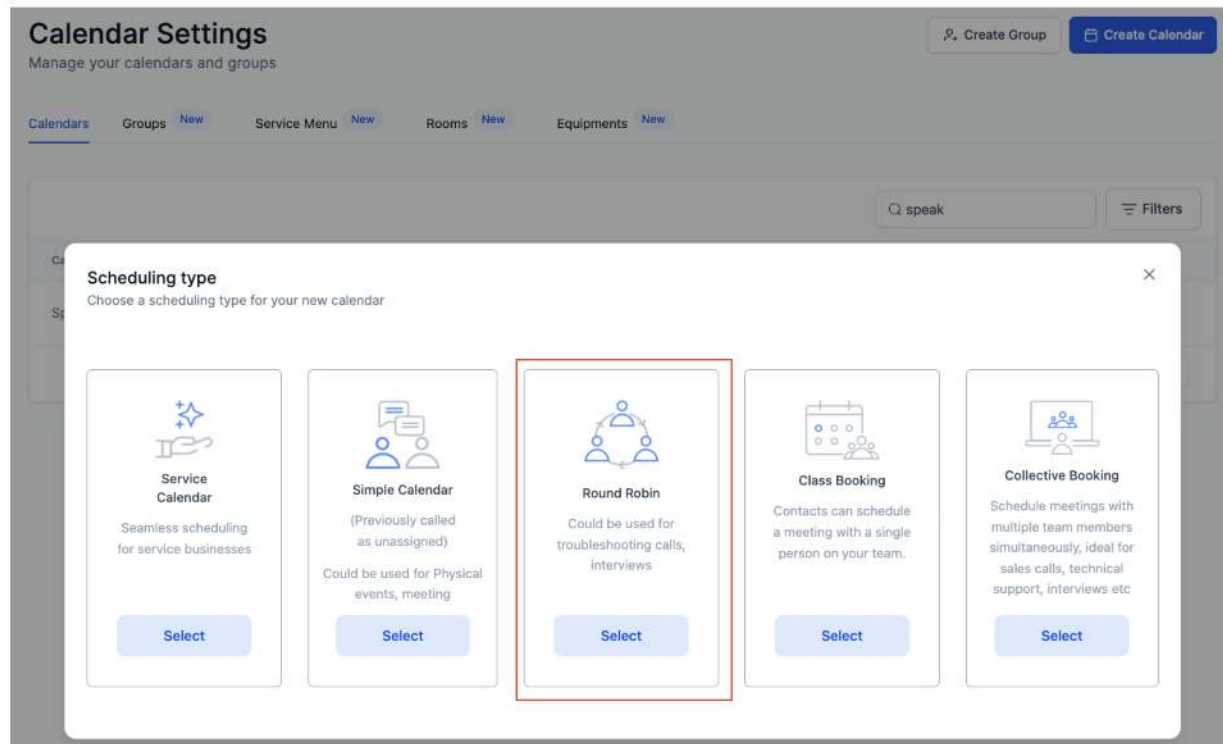 Calendar Settings
Manage your calendars and groups
Create Group
Create Calendar
Calendars
Groups New
Service Menu New
Rooms New
Equipments New
speak
Filters
Scheduling type
Choose a scheduling type for your new calendar
Service
Calendar
Seamless scheduling
for service businesses
Select
Simple Calendar
(Previously called
as unassigned)
Could be used for Physical
events, meeting
Select
Round Robin
Could be used for
troubleshooting calls,
interviews
Select
Class Booking
Contacts can schedule
a meeting with a single
person on your team.
Select
Collective Booking
Schedule meetings with
multiple team members
simultaneously, ideal for
sales calls, technical
support, interviews etc
Select